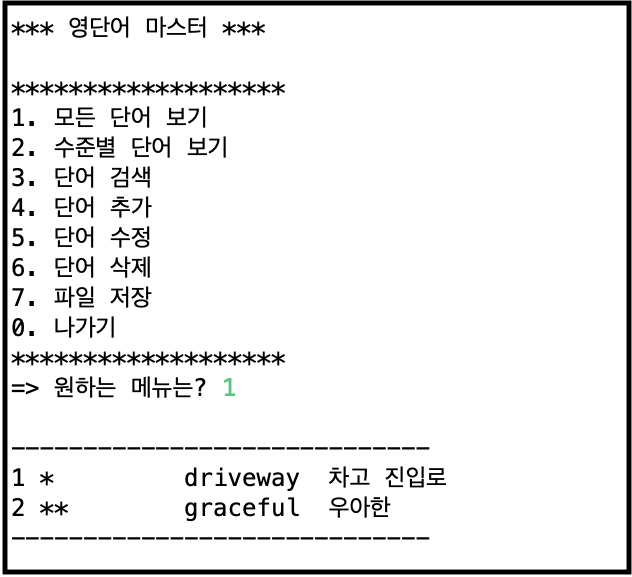 *** 영단어 마스터 ***
*******************
1. 모든 단어 보기
2. 수준별 단어 보기
3. 단어 검색
4. 단어 추가
5. 단어 수정
6. 단어 삭제
7. 파일 저장
0. 나가기
*******************
=> 원하는 메뉴는? 1
-----------------------------
1 *         driveway  차고 진입로
2 **        graceful  우아한
-----------------------------